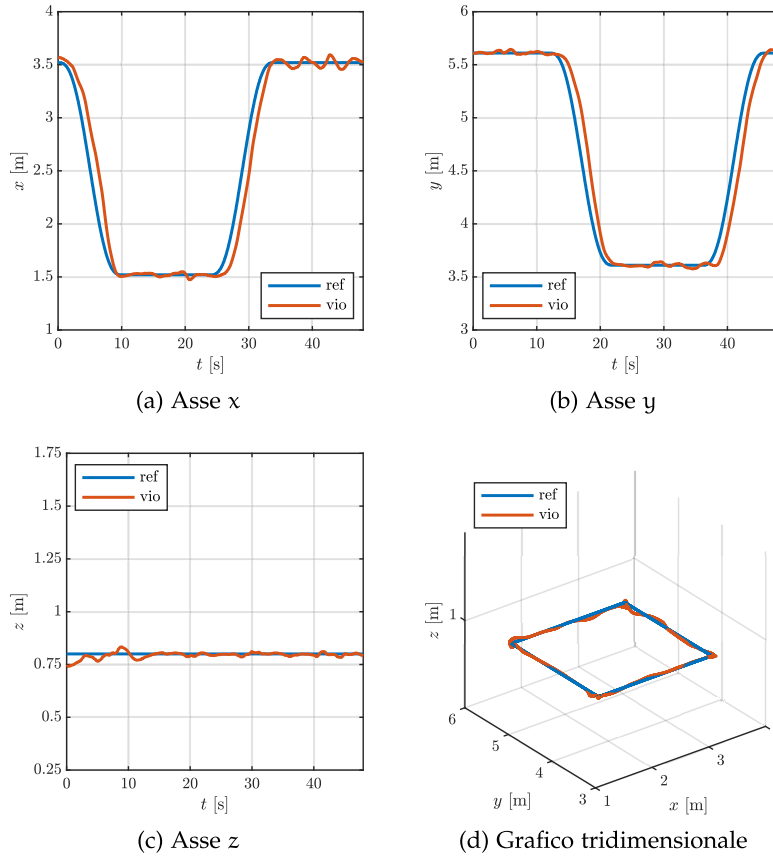 4
3.5
3
2.5
2
1.5
1
x [m]
0 10 20 30 40
t [s]
ref
vio
(a) Asse x
6
5.5
5
4.5
4
3.5
3
y [m]
0 10 20 30 40
t [s]
ref
vio
(b) Asse y
1.75
1.5
1.25
1
0.75
0.5
0.25
z [m]
0 10 20 30 40
t [s]
ref
vio
(c) Asse z
ref
vio
1
z [m]
6
5
4
3
y [m]
1
2
3
x [m]
(d) Grafico tridimensionale